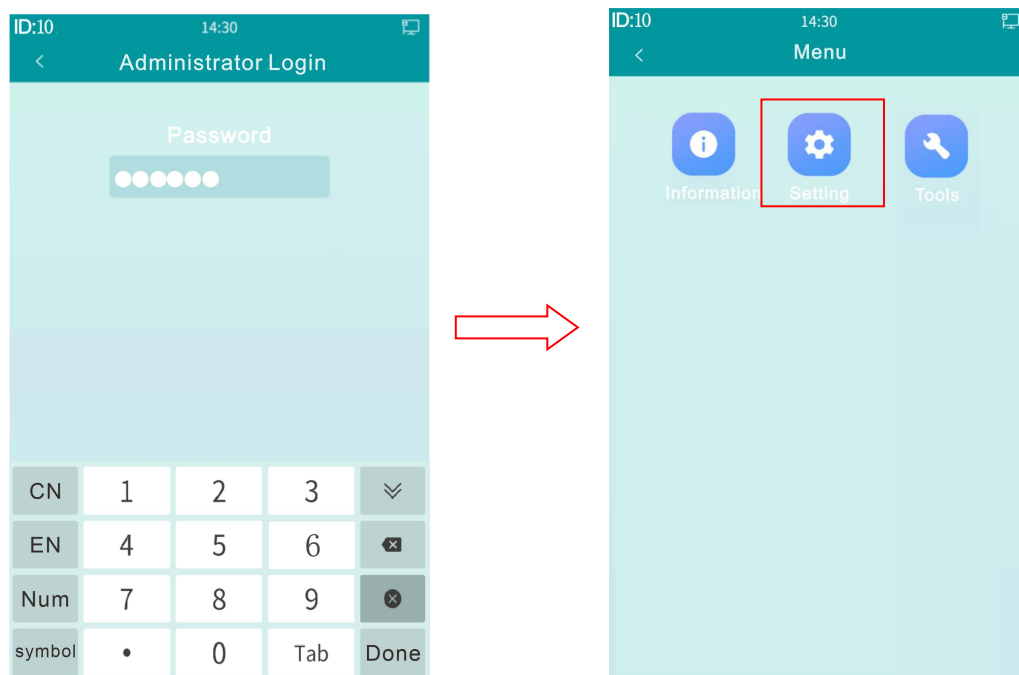 ID:10 14:30
Administrator Login
Password
CN 1 2 3
EN 4 5 6
Num 7 8 9
symbol • 0 Tab Done
ID:10 14:30
Menu
Information Setting Tools